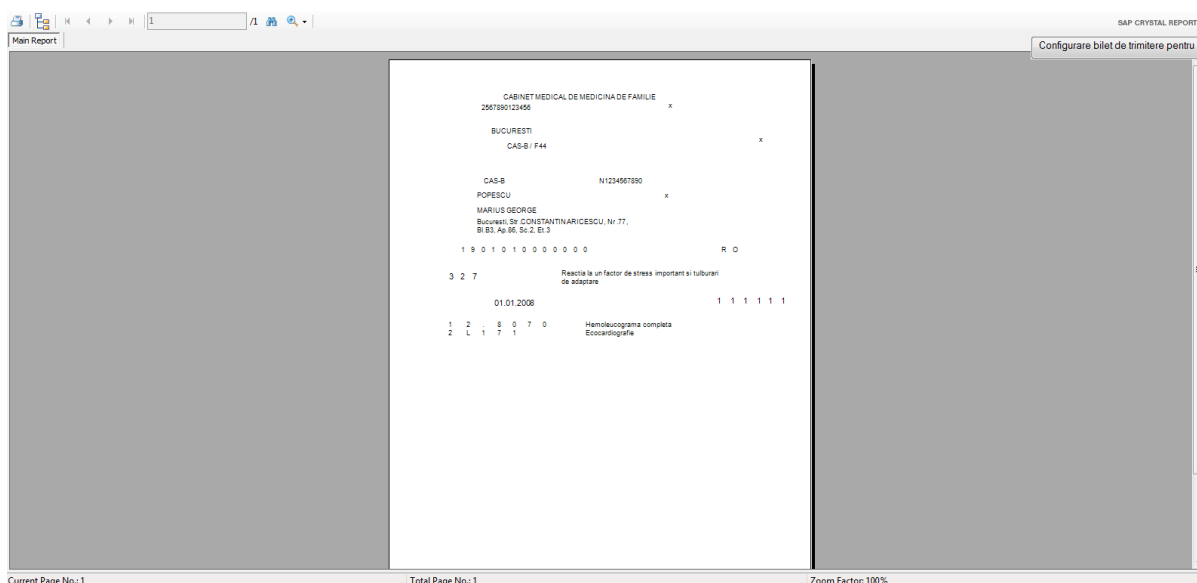 1 /1 SAP CRYSTAL REPORT
Main Report
Configurare bilet de trimitere pentru
CABINET MEDICAL DE MEDICINA DE FAMILIE
2567890123456 x
BUCURESTI
x
CAS-B / F44
CAS-B N1234567890
POPESCU x
MARIUS GEORGE
Bucuresti, Str.CONSTANTIN ARICESCU, Nr.77,
Bl.B3, Ap.86, Sc.2, Et.3
1 9 0 1 0 1 0 0 0 0 0 0 0 R O
3 2 7 Reactia la un factor de stress important si tulburari
de adaptare
01.01.2008 1 1 1 1 1 1
1 2 . 8 0 7 0 Hemoleucograma completa
2 L 1 7 1 Ecocardiografie
Current Page No.: 1 Total Page No.: 1 Zoom Factor: 100%